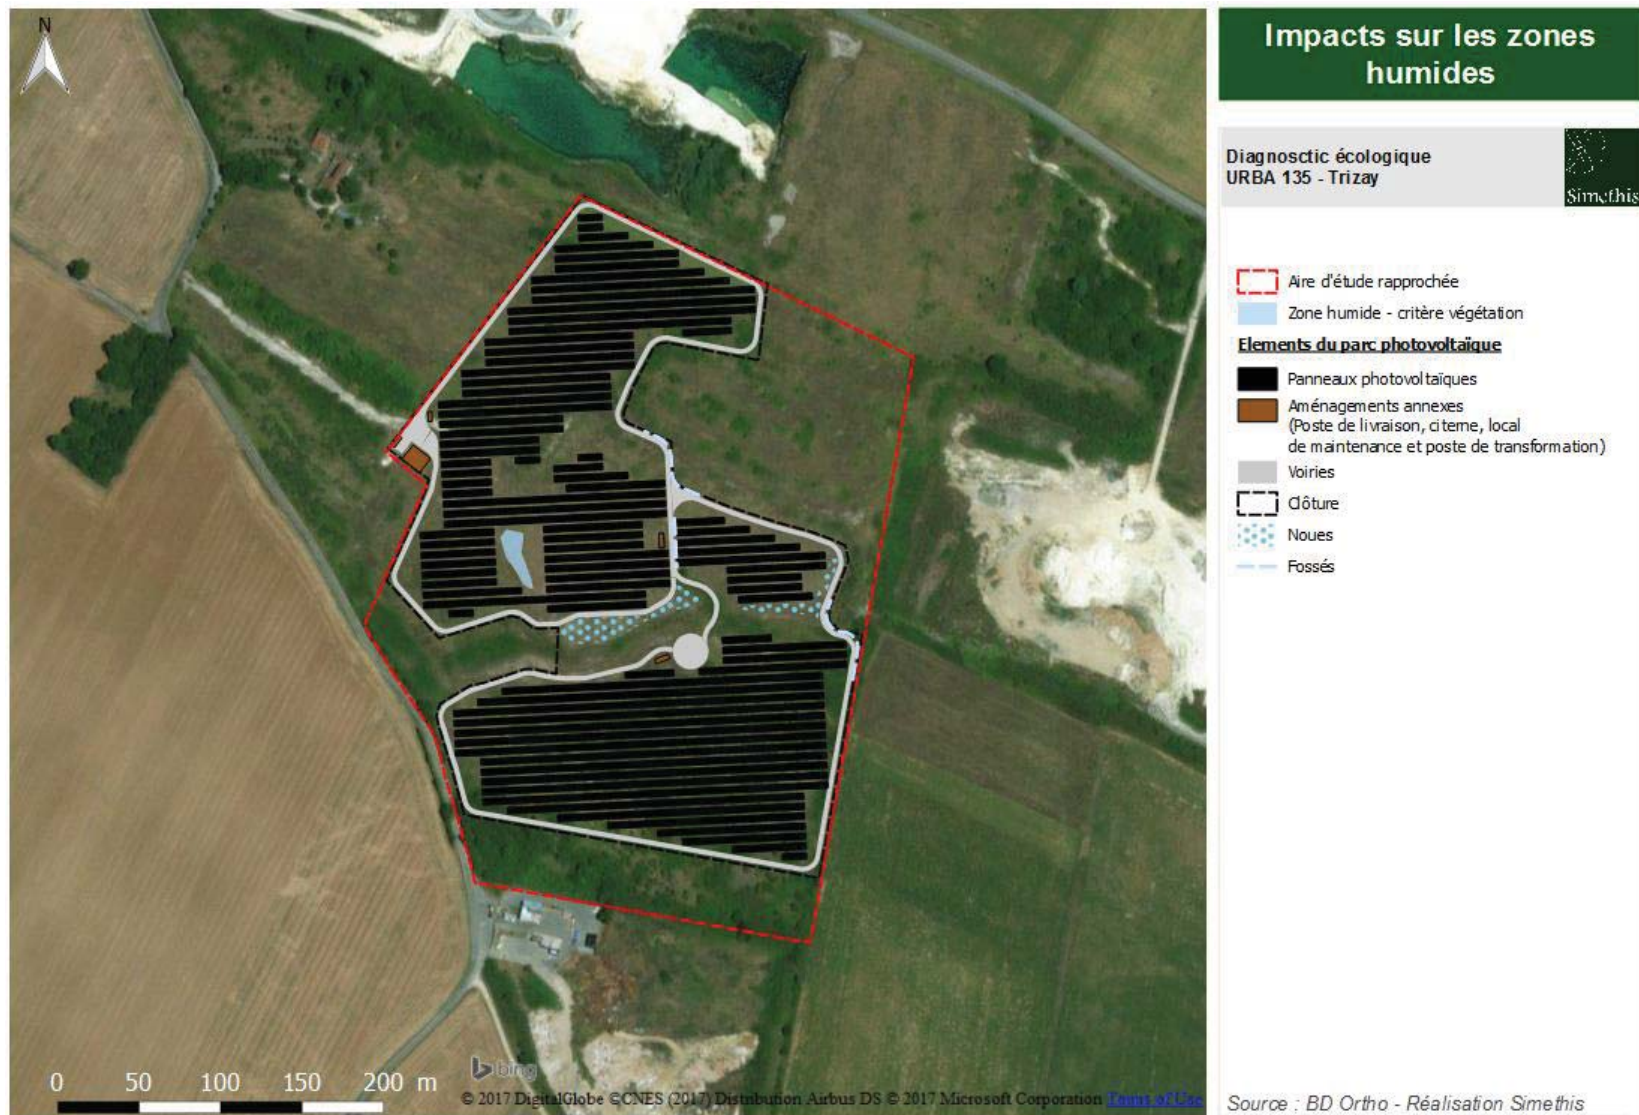 N
Impacts sur les zones
humides
Diagnosctic écologique
URBA 135 - Trizay
Simethis
Aire d'étude rapprochée
Zone humide - critère végétation
Elements du parc photovoltaïque
Panneaux photovoltaïques
Aménagements annexes
(Poste de livraison, citerne, local
de maintenance et poste de transformation)
Voiries
Clôture
Noues
Fossés
0 50 100 150 200 m
bing
© 2017 DigitalGlobe ©CNES (2017) Distribution Airbus DS © 2017 Microsoft Corporation Terms of Use
Source : BD Ortho - Réalisation Simethis